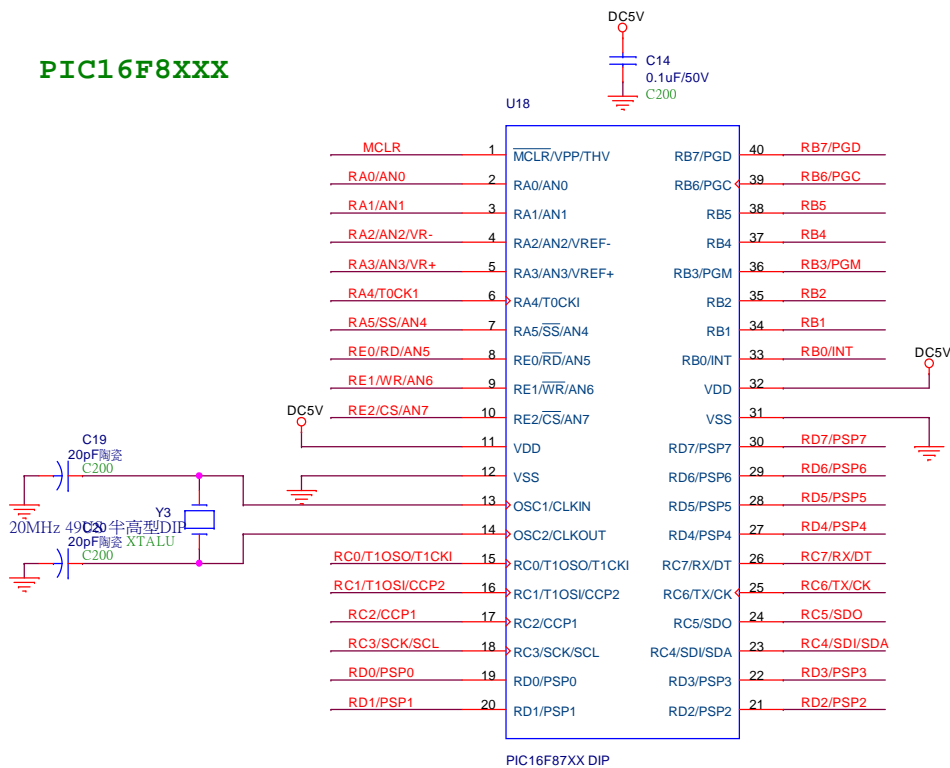 DC5V
C14
0.1uF/50V
C200
PIC16F8XXX
U18
MCLR 1 MCLR/VPP/THV RB7/PGD 40 RB7/PGD
RA0/AN0 2 RA0/AN0 RB6/PGC 39 RB6/PGC
RA1/AN1 3 RA1/AN1 RB5 38 RB5
RA2/AN2/VR- 4 RA2/AN2/VREF- RB4 37 RB4
RA3/AN3/VR+ 5 RA3/AN3/VREF+ RB3/PGM 36 RB3/PGM
RA4/T0CK1 6 RA4/T0CKI RB2 35 RB2
RA5/SS/AN4 7 RA5/SS/AN4 RB1 34 RB1
RE0/RD/AN5 8 RE0/RD/AN5 RB0/INT 33 RB0/INT
DC5V
RE1/WR/AN6 9 RE1/WR/AN6 VDD 32
RE2/CS/AN7 10 RE2/CS/AN7 VSS 31
DC5V
11 VDD RD7/PSP7 30 RD7/PSP7
C19
20pF陶瓷
C200
12 VSS RD6/PSP6 29 RD6/PSP6
13 OSC1/CLKIN RD5/PSP5 28 RD5/PSP5
Y3
20MHz 49US 半高型DIP
XTALU
C20
20pF陶瓷
C200
14 OSC2/CLKOUT RD4/PSP4 27 RD4/PSP4
RC0/T1OSO/T1CKI 15 RC0/T1OSO/T1CKI RC7/RX/DT 26 RC7/RX/DT
RC1/T1OSI/CCP2 16 RC1/T1OSI/CCP2 RC6/TX/CK 25 RC6/TX/CK
RC2/CCP1 17 RC2/CCP1 RC5/SDO 24 RC5/SDO
RC3/SCK/SCL 18 RC3/SCK/SCL RC4/SDI/SDA 23 RC4/SDI/SDA
RD0/PSP0 19 RD0/PSP0 RD3/PSP3 22 RD3/PSP3
RD1/PSP1 20 RD1/PSP1 RD2/PSP2 21 RD2/PSP2
PIC16F87XX DIP